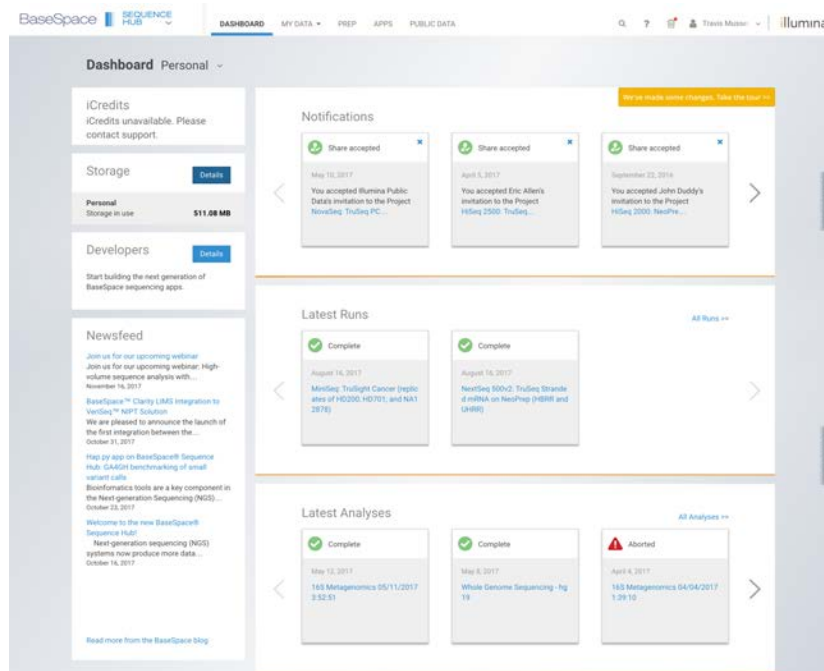 BaseSpace SEQUENCE HUB
DASHBOARD MY DATA PREP APPS PUBLIC DATA
? Travis Musser illumina
Dashboard Personal
iCredits
iCredits unavailable. Please
contact support.
Storage Details
Personal
Storage in use 511.08 MB
Developers Details
Start building the next generation of
BaseSpace sequencing apps.
Newsfeed
Join us for our upcoming webinar
Join us for our upcoming webinar: High-
volume sequence analysis with...
November 16, 2017
BaseSpace™ Clarity LIMS Integration to
VeriSeq™ NIPT Solution
We are pleased to announce the launch of
the first integration between the...
October 31, 2017
Hap.py app on BaseSpace® Sequence
Hub: GA4GH benchmarking of small
variant calls
Bioinfomatics tools are a key component in
the Next-generation Sequencing (NGS)...
October 23, 2017
Welcome to the new BaseSpace®
Sequence Hub!
Next-generation sequencing (NGS)
systems now produce more data...
October 16, 2017
Read more from the BaseSpace blog
We've made some changes. Take the tour >>
Notifications
Share accepted
May 10, 2017
You accepted Illumina Public
Data's invitation to the Project
NovaSeq: TruSeq PC...
Share accepted
April 5, 2017
You accepted Eric Allen's
invitation to the Project
HiSeq 2500: TruSeq...
Share accepted
September 22, 2016
You accepted John Duddy's
invitation to the Project
HiSeq 2000: NeoPre...
Latest Runs
All Runs >>
Complete
August 16, 2017
MiniSeq: TruSight Cancer (replic
ates of HD200, HD701, and NA1
2878)
Complete
August 16, 2017
NextSeq 500v2: TruSeq Strande
d mRNA on NeoPrep (HBRR and
UHRR)
Latest Analyses
All Analyses >>
Complete
May 12, 2017
16S Metagenomics 05/11/2017
3:52:51
Complete
May 8, 2017
Whole Genome Sequencing - hg
19
Aborted
April 4, 2017
16S Metagenomics 04/04/2017
1:39:10